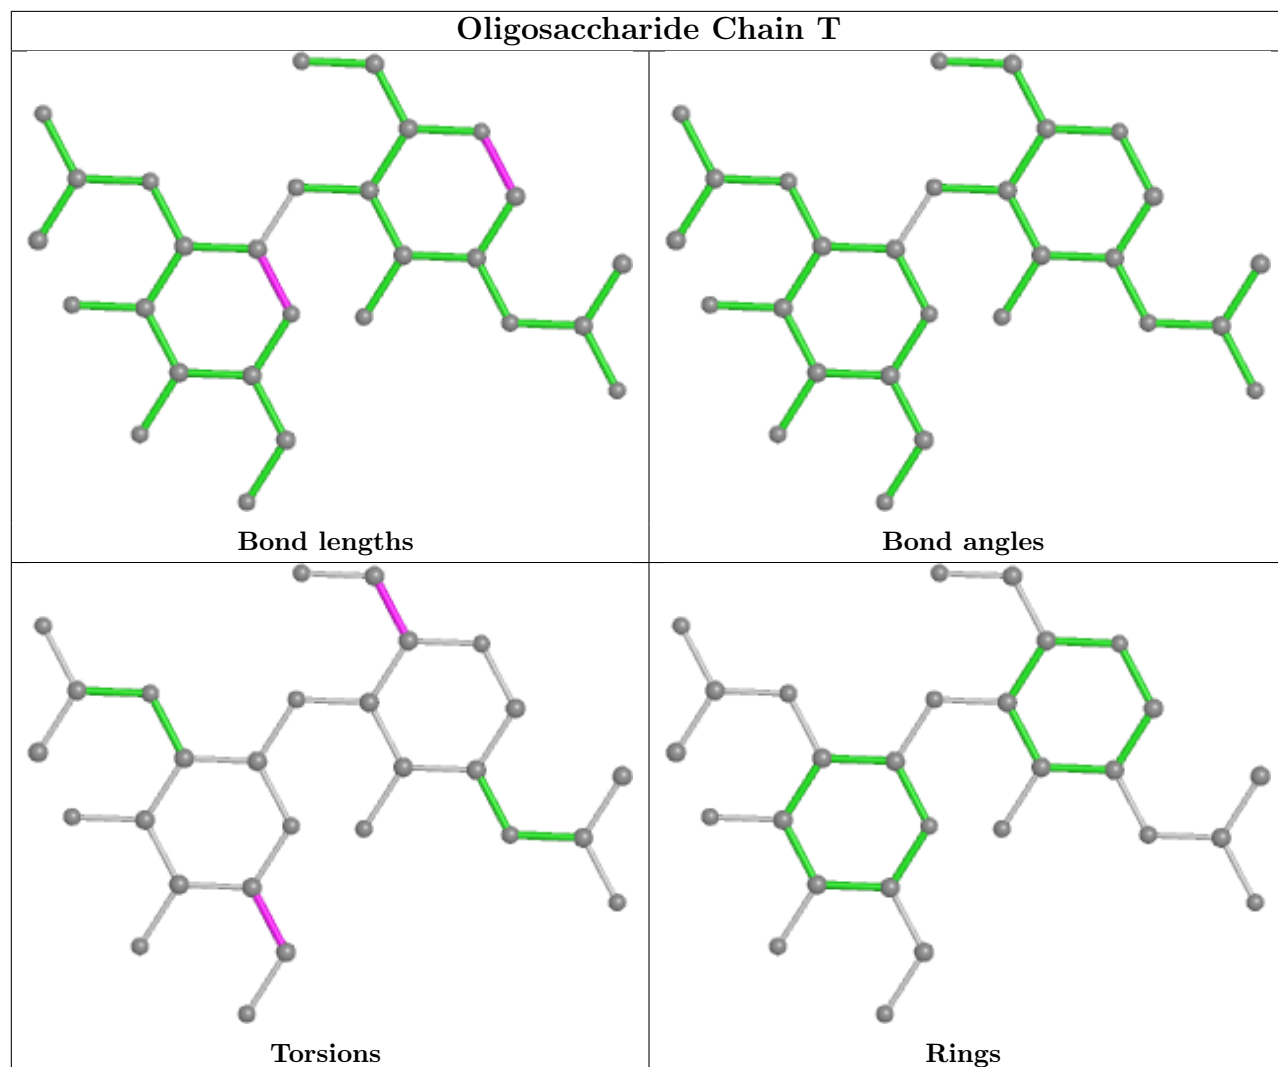 Oligosaccharide Chain T
Bond lengths
Bond angles
Torsions
Rings